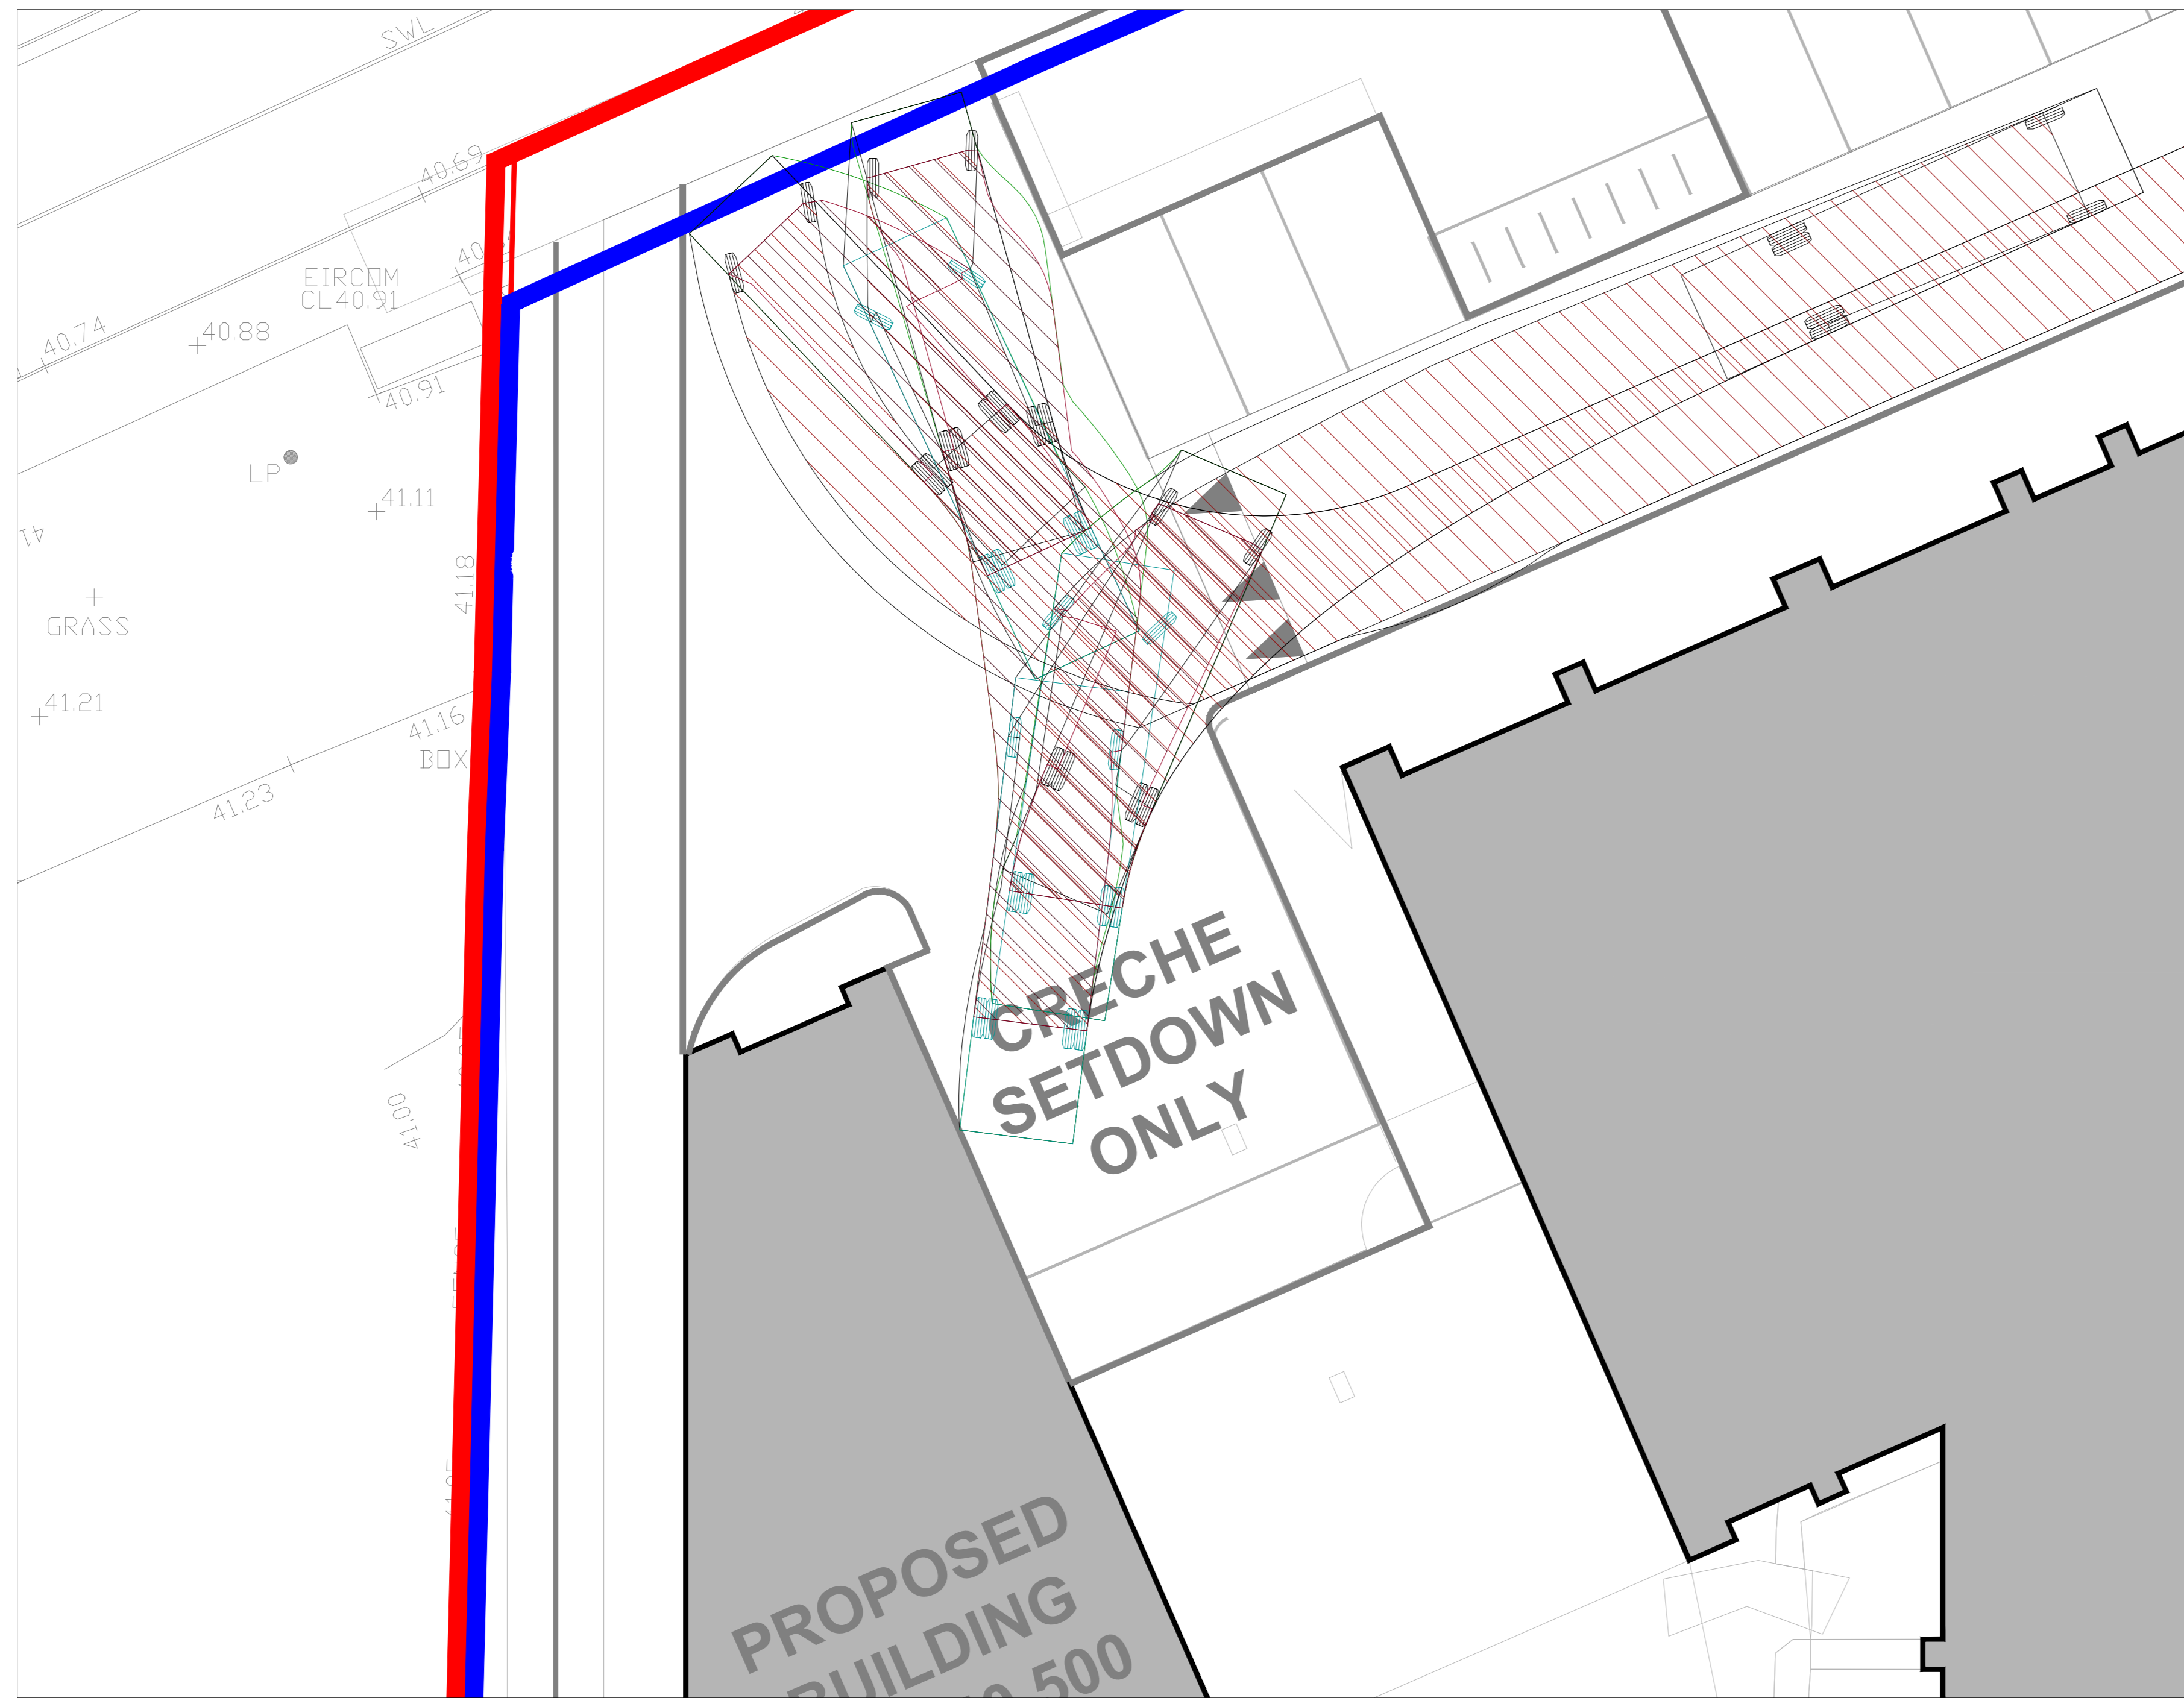 SWL
40.69
EIRCOM
CL40.91
40.74
40.88
40.91
LP
41.11
41.18
GRASS
41.21
41.16
BOX
41.23
41.00
CRECHE
SETDOWN
ONLY
PROPOSED
BUILDING